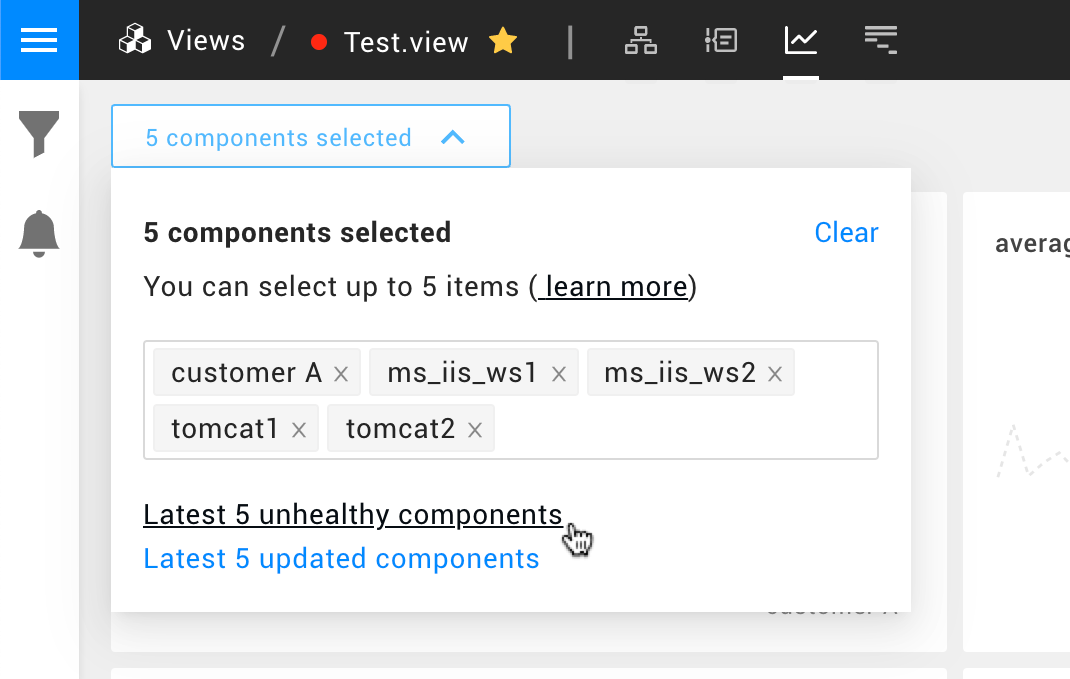 Views / Test.view |
5 components selected
5 components selected Clear
You can select up to 5 items ( learn more)
averag
customer A × ms_iis_ws1 × ms_iis_ws2 ×
tomcat1 × tomcat2 ×
Latest 5 unhealthy components
Latest 5 updated components
customer A